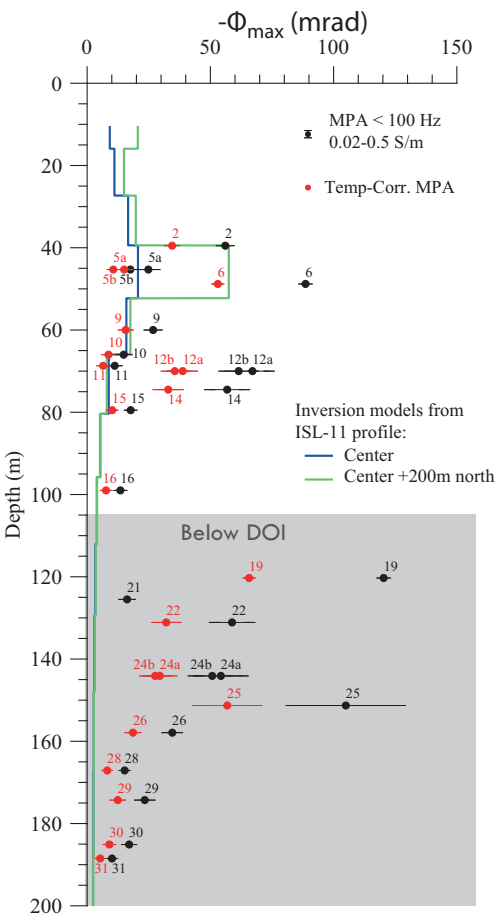 -Φmax (mrad)
0 50 100 150
0
20
40
60
80
100
120
140
160
180
200
Depth (m)
MPA < 100 Hz
0.02-0.5 S/m
Temp-Corr. MPA
2 2
5a 5a
5b 5b
6 6
9 9
10 10
11 11
12b 12a 12b 12a
14 14
15 15
16 16
Inversion models from
ISL-11 profile:
Center
Center +200m north
Below DOI
19 19
21
22 22
24b 24a 24b 24a
25 25
26 26
28 28
29 29
30 30
31 31